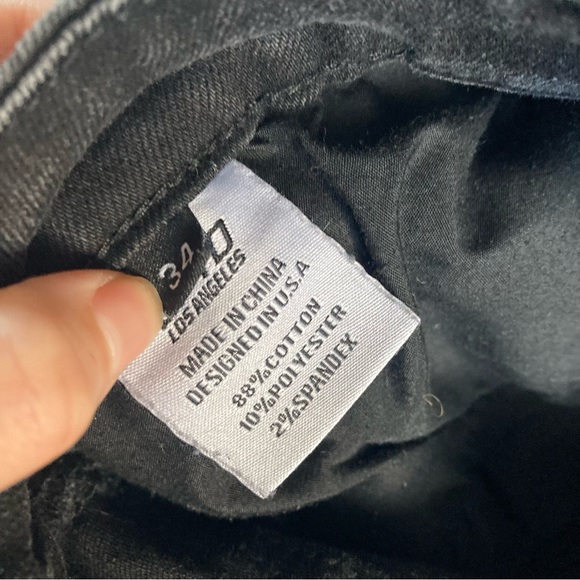 34
LOS ANGELES
MADE IN CHINA
DESIGNED IN U.S.A
88%COTTON
10%POLYESTER
2%SPANDEX